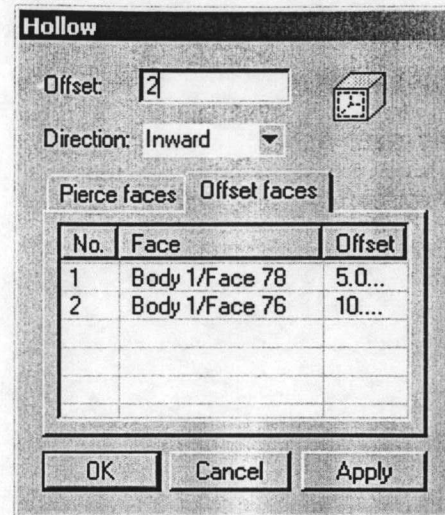 Hollow
Offset: 2
Direction: Inward
Pierce faces Offset faces
No. Face Offset
1 Body 1/Face 78 5.0...
2 Body 1/Face 76 10....
OK Cancel Apply